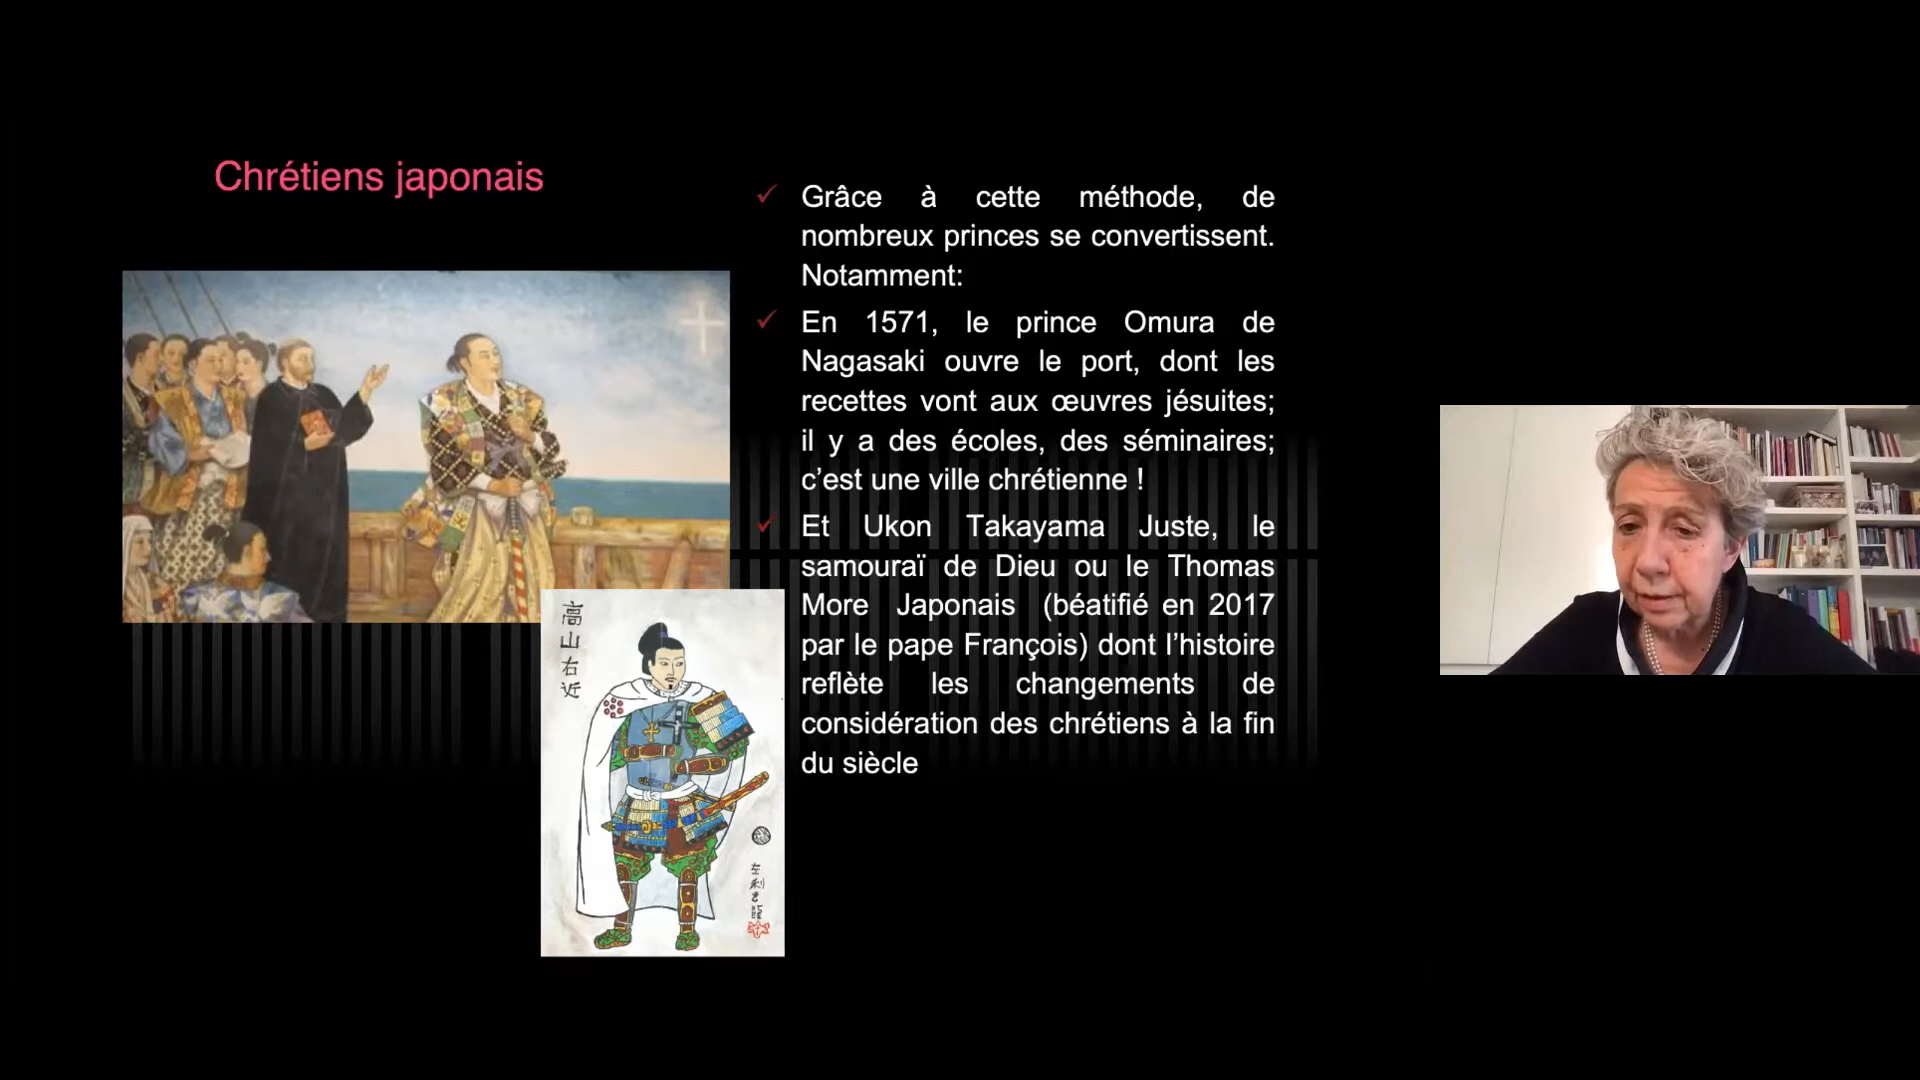 Chrétiens japonais
Grâce à cette méthode, de
nombreux princes se convertissent.
Notamment:
En 1571, le prince Omura de
Nagasaki ouvre le port, dont les
recettes vont aux œuvres jésuites;
il y a des écoles, des séminaires;
c’est une ville chrétienne !
Et Ukon Takayama Juste, le
samouraï de Dieu ou le Thomas
More Japonais (béatifié en 2017
par le pape François) dont l’histoire
reflète les changements de
considération des chrétiens à la fin
du siècle
高山右近